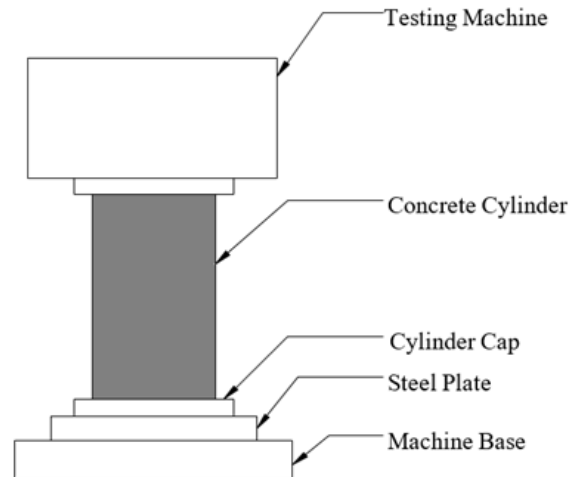 Testing Machine
Concrete Cylinder
Cylinder Cap
Steel Plate
Machine Base